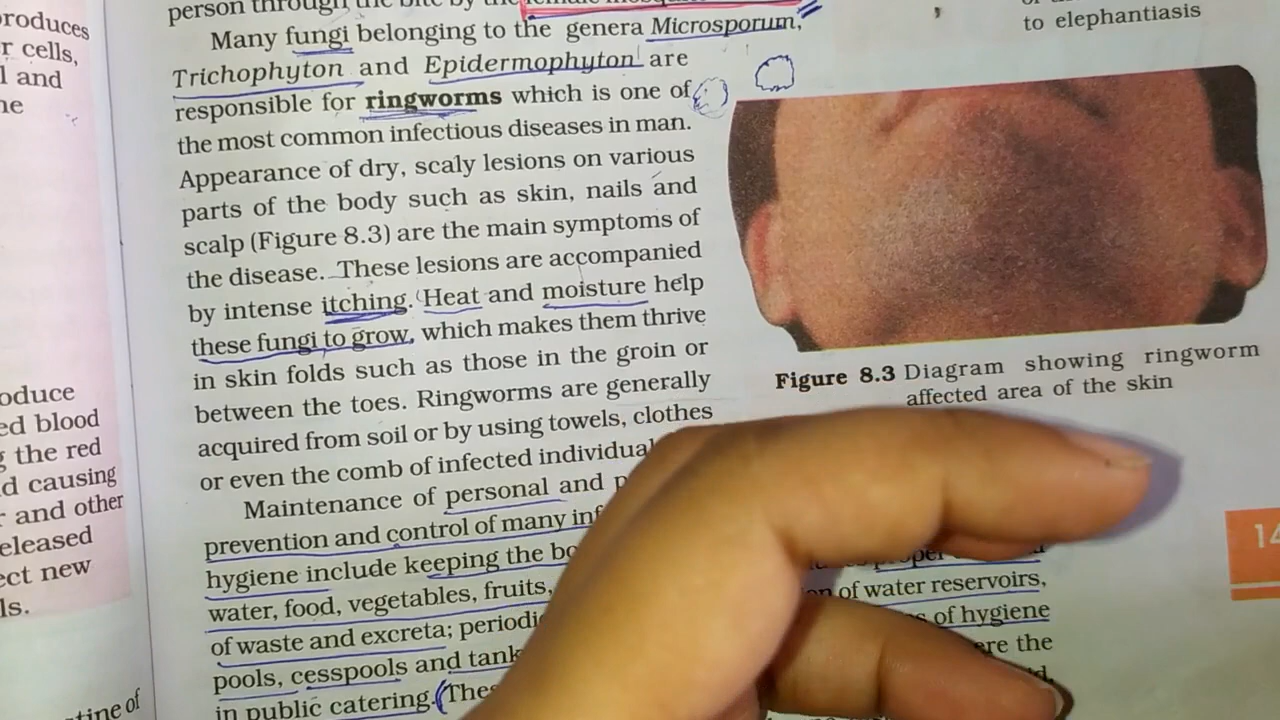 roduces
r cells,
l and
oduce
ed blood
g the red
d causing
r and other
eleased
ect new
ls.
tine of
person through the bite by the female
Many fungi belonging to the genera Microsporum,
Trichophyton and Epidermophyton are
responsible for ringworms which is one of
the most common infectious diseases in man.
Appearance of dry, scaly lesions on various
parts of the body such as skin, nails and
scalp (Figure 8.3) are the main symptoms of
the disease. These lesions are accompanied
by intense itching. Heat and moisture help
these fungi to grow, which makes them thrive
in skin folds such as those in the groin or
between the toes. Ringworms are generally
acquired from soil or by using towels, clothes
or even the comb of infected individual
Maintenance of personal and p
prevention and control of many inf
hygiene include keeping the bo
water, food, vegetables, fruits, proper
of waste and excreta; periodi on of water reservoirs,
pools, cesspools and tank s of hygiene
in public catering. Thes ere the
to elephantiasis
Figure 8.3 Diagram showing ringworm
affected area of the skin
14